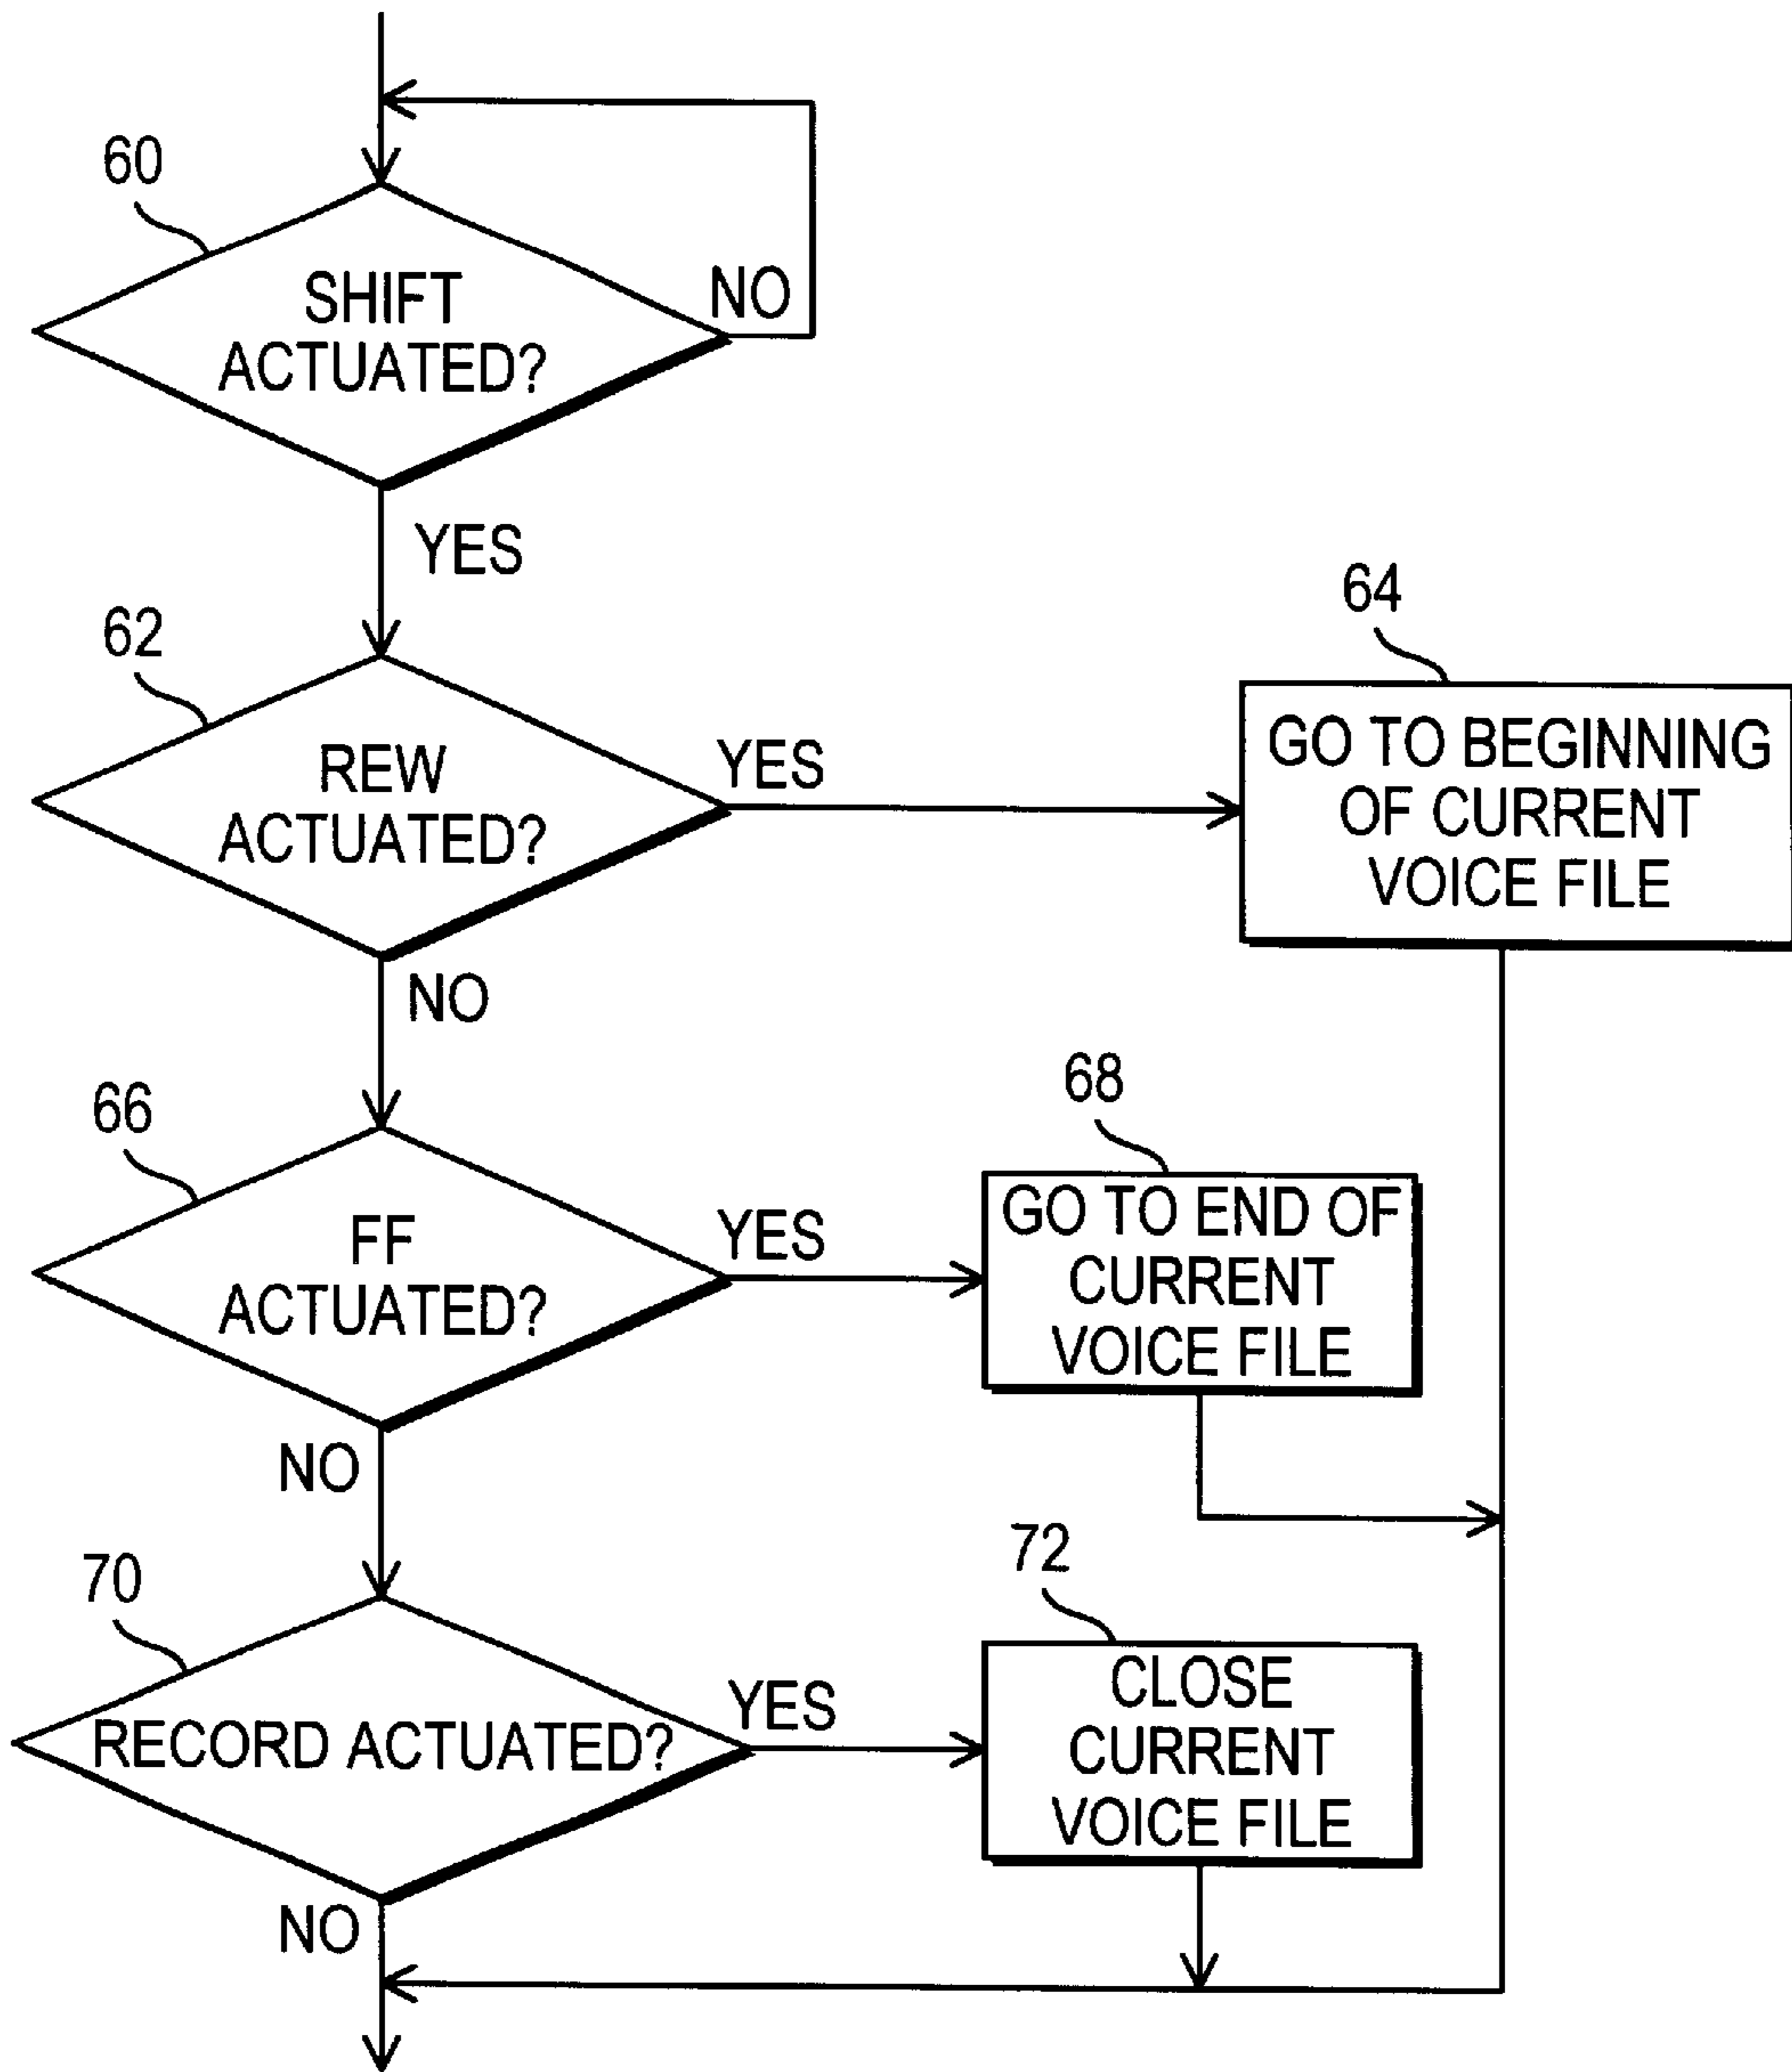 60
SHIFT
ACTUATED?
NO
YES
62
REW
ACTUATED?
YES
64
GO TO BEGINNING
OF CURRENT
VOICE FILE
NO
66
FF
ACTUATED?
YES
68
GO TO END OF
CURRENT
VOICE FILE
NO
70
RECORD ACTUATED?
YES
72
CLOSE
CURRENT
VOICE FILE
NO